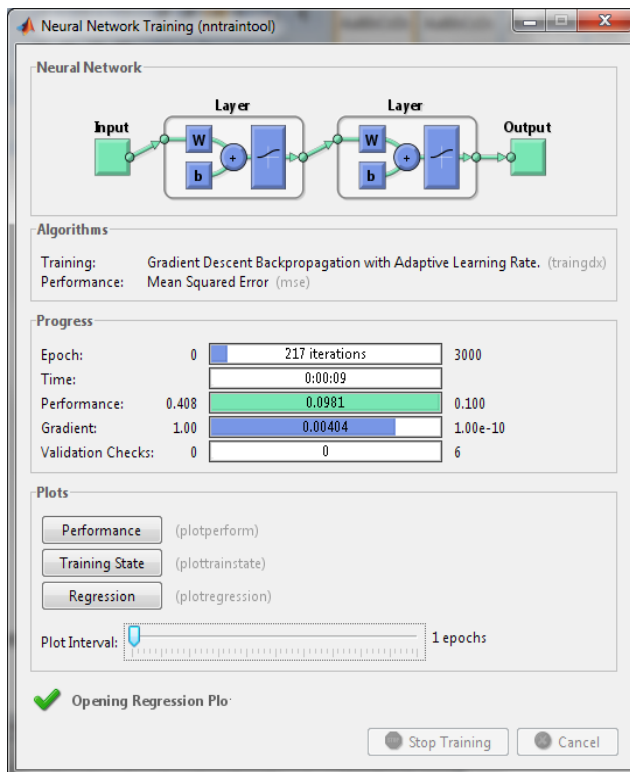 Neural Network Training (nntraintool)
Neural Network
Layer Layer
Input Output
W W
+ +
b b
Algorithms
Training: Gradient Descent Backpropagation with Adaptive Learning Rate. (traingdx)
Performance: Mean Squared Error (mse)
Progress
Epoch: 0 217 iterations 3000
Time: 0:00:09
Performance: 0.408 0.0981 0.100
Gradient: 1.00 0.00404 1.00e-10
Validation Checks: 0 0 6
Plots
Performance (plotperform)
Training State (plottrainstate)
Regression (plotregression)
Plot Interval: 1 epochs
Opening Regression Plo
Stop Training Cancel